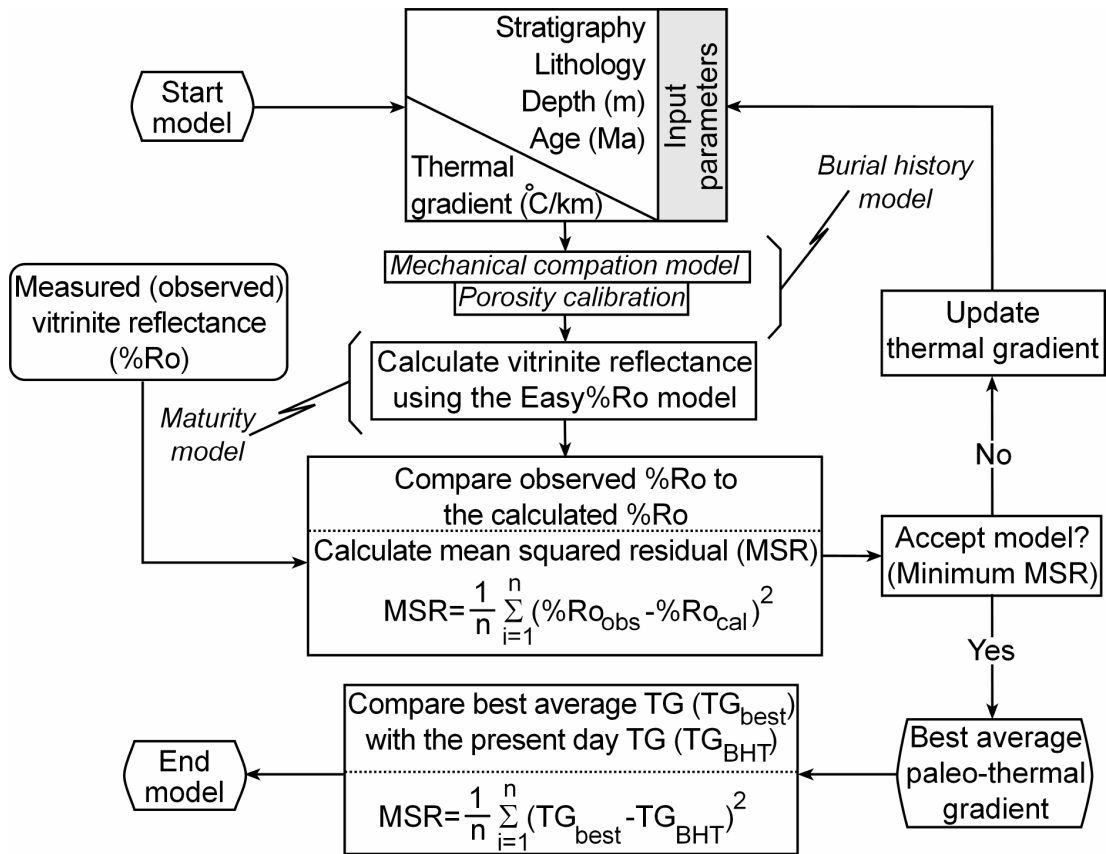 Start
model
Stratigraphy
Lithology
Depth (m)
Age (Ma)
Thermal
gradient (°C/km)
Input
parameters
Burial history
model
Mechanical compation model
Porosity calibration
Measured (observed)
vitrinite reflectance
(%Ro)
Calculate vitrinite reflectance
using the Easy%Ro model
Maturity
model
Update
thermal gradient
No
Compare observed %Ro to
the calculated %Ro
Calculate mean squared residual (MSR)
MSR=1/n n∑i=1 (%Ro_obs-%Ro_cal)^2
Accept model?
(Minimum MSR)
Yes
Best average
paleo-thermal
gradient
Compare best average TG (TG_best)
with the present day TG (TG_BHT)
MSR=1/n n∑i=1 (TG_best-TG_BHT)^2
End
model